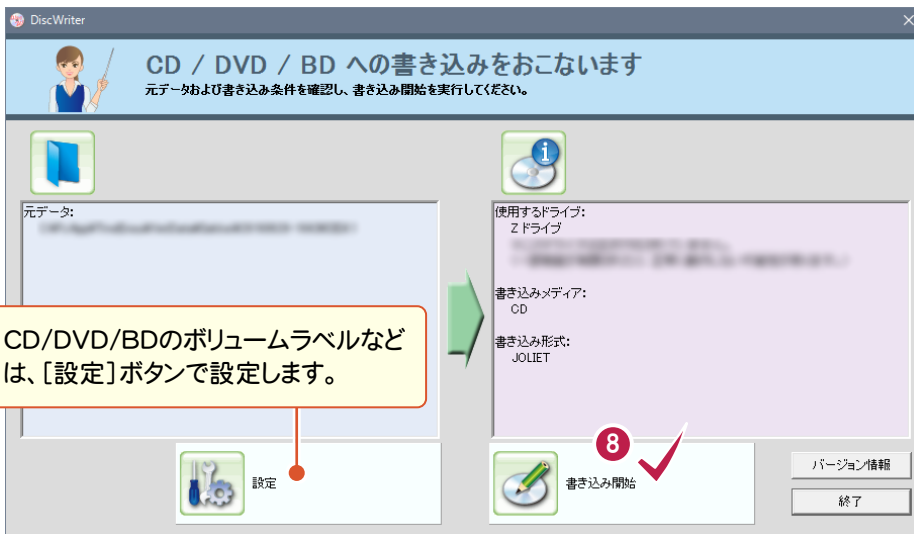 DiscWriter
CD / DVD / BD への書き込みをおこないます
元データおよび書き込み条件を確認し、書き込み開始を実行してください。
元データ:
CD/DVD/BDのボリュームラベルなど
は、[設定]ボタンで設定します。
設定
使用するドライブ:
Z ドライブ
書き込みメディア:
CD
書き込み形式:
JOLIET
8
書き込み開始
バージョン情報
終了